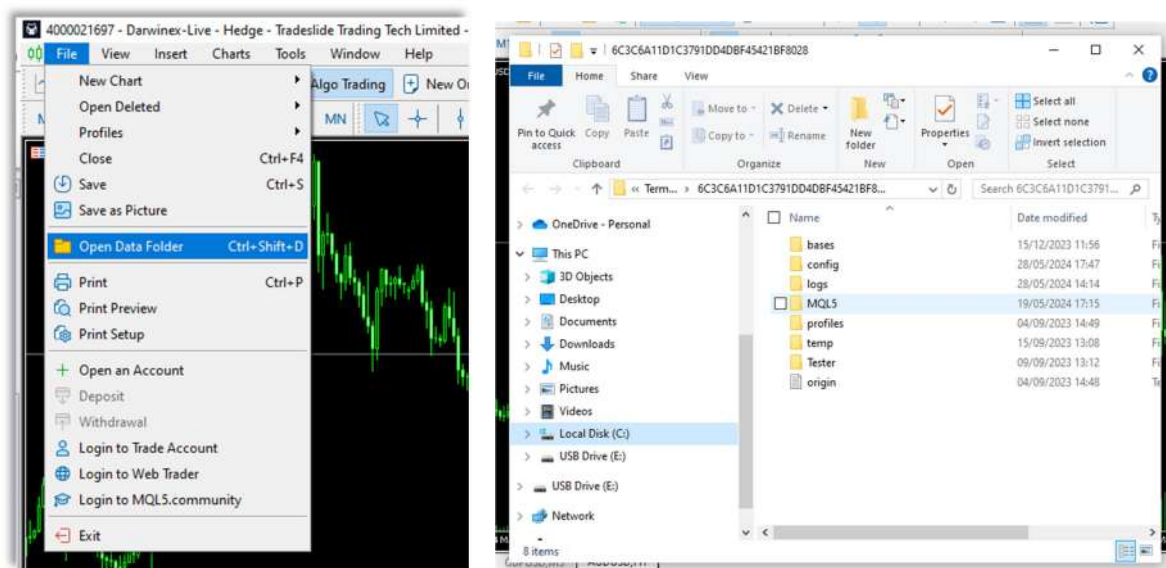 4000021697 - Darwinex-Live - Hedge - Tradeslide Trading Tech Limited -
File View Insert Charts Tools Window Help
New Chart
Algo Trading
Open Deleted
Profiles
MN
Close Ctrl+F4
Save Ctrl+S
Save as Picture
Open Data Folder Ctrl+Shift+D
Print Ctrl+P
Print Preview
Print Setup
Open an Account
Deposit
Withdrawal
Login to Trade Account
Login to Web Trader
Login to MQL5.community
Exit
6C3C6A11D1C3791DD4DBF45421BF8028
File Home Share View
Pin to Quick access
Copy
Paste
Move to
Copy to
Delete
Rename
New folder
Properties
Select all
Select none
Invert selection
Clipboard Organize New Open Select
« Term... > 6C3C6A11D1C3791DD4DBF45421BF8...
Search 6C3C6A11D1C3791...
OneDrive - Personal
This PC
3D Objects
Desktop
Documents
Downloads
Music
Pictures
Videos
Local Disk (C:)
USB Drive (E:)
USB Drive (E:)
Network
Name Date modified
bases 15/12/2023 11:56
config 28/05/2024 17:47
logs 28/05/2024 14:14
MQL5 19/05/2024 17:15
profiles 04/09/2023 14:49
temp 15/09/2023 13:08
Tester 09/09/2023 13:12
origin 04/09/2023 14:48
8 items